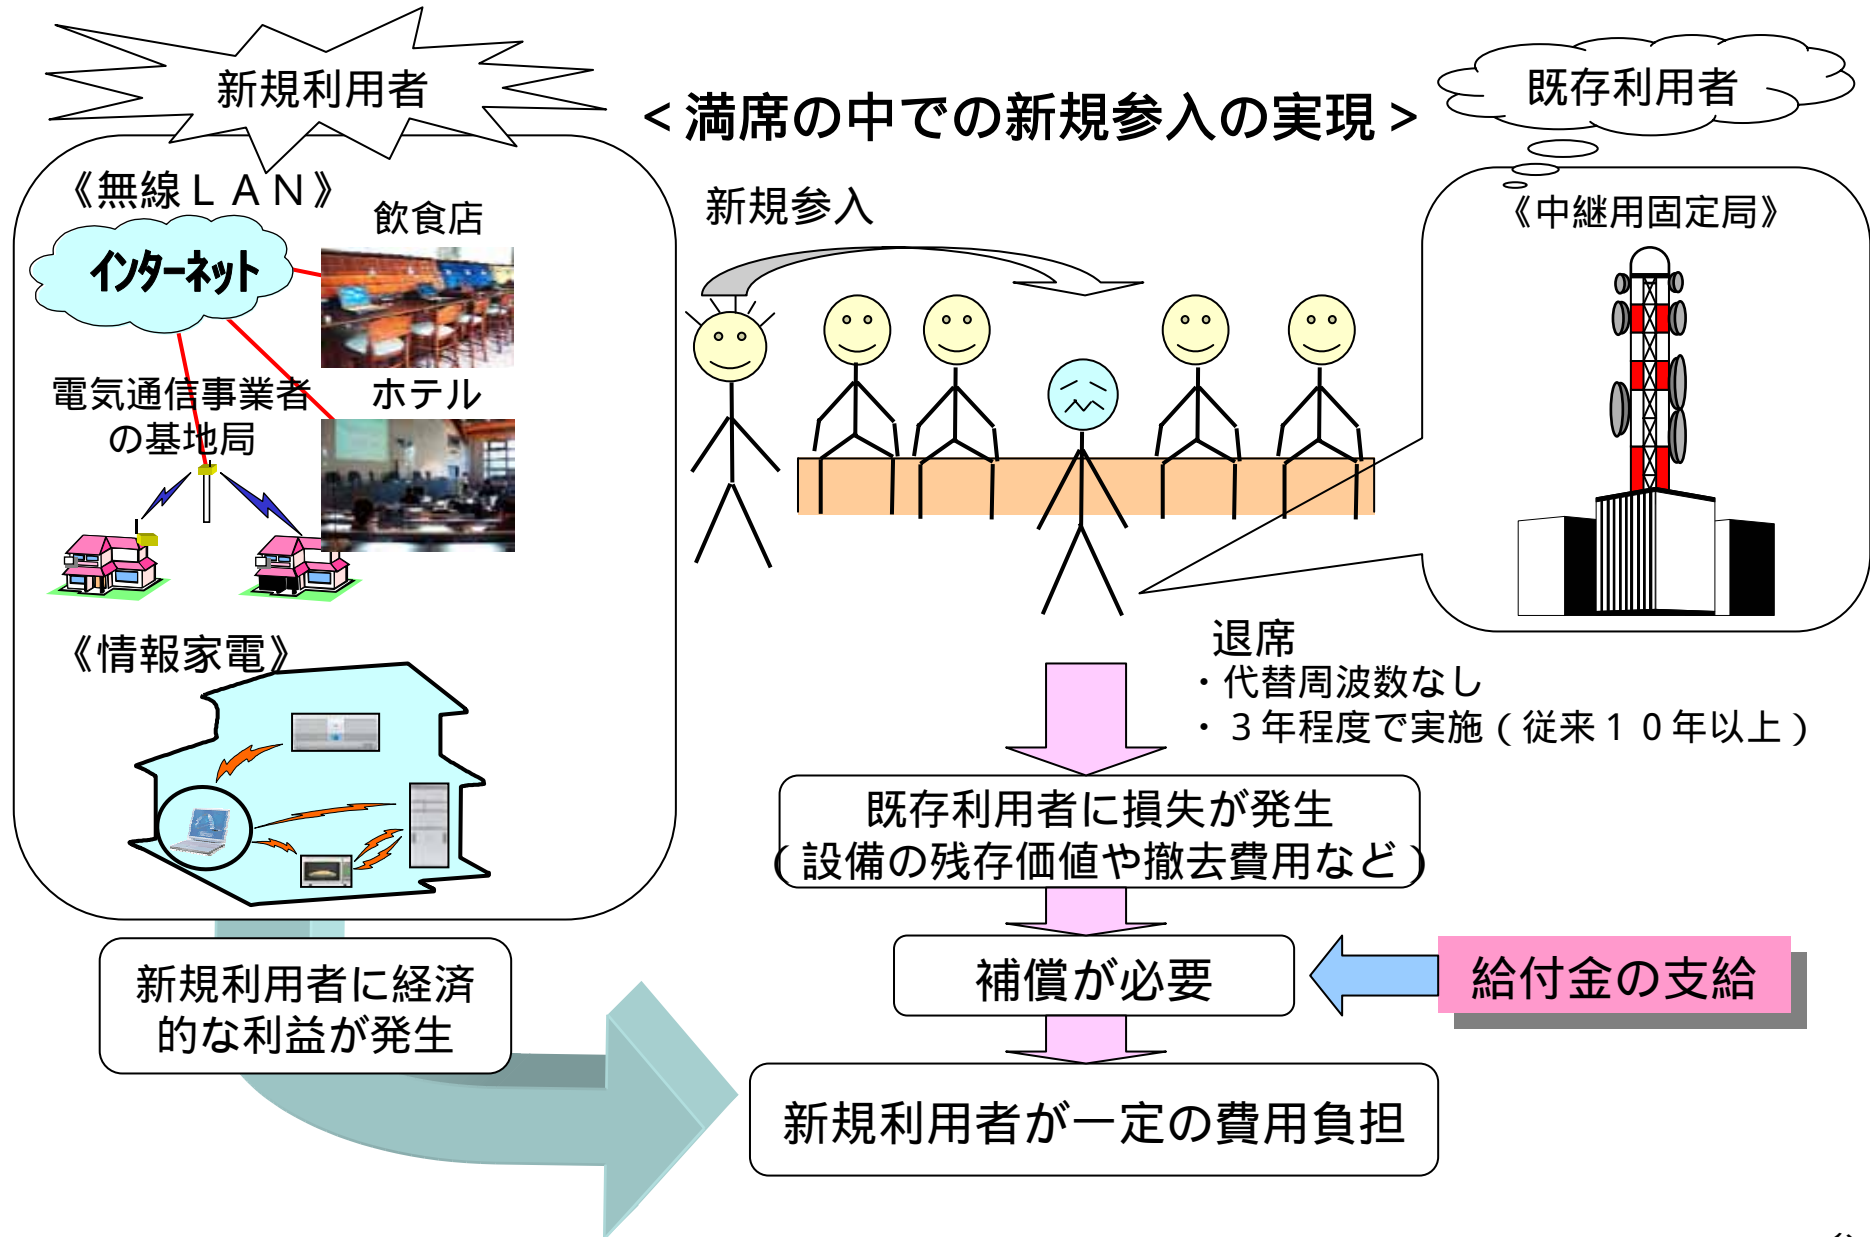 新規利用者
＜満席の中での新規参入の実現＞
既存利用者
《無線ＬＡＮ》
飲食店
インターネット
電気通信事業者
の基地局
ホテル
《情報家電》
新規参入
《中継用固定局》
退席
・代替周波数なし
・３年程度で実施（従来１０年以上）
既存利用者に損失が発生
（設備の残存価値や撤去費用など）
補償が必要
給付金の支給
新規利用者に経済
的な利益が発生
新規利用者が一定の費用負担